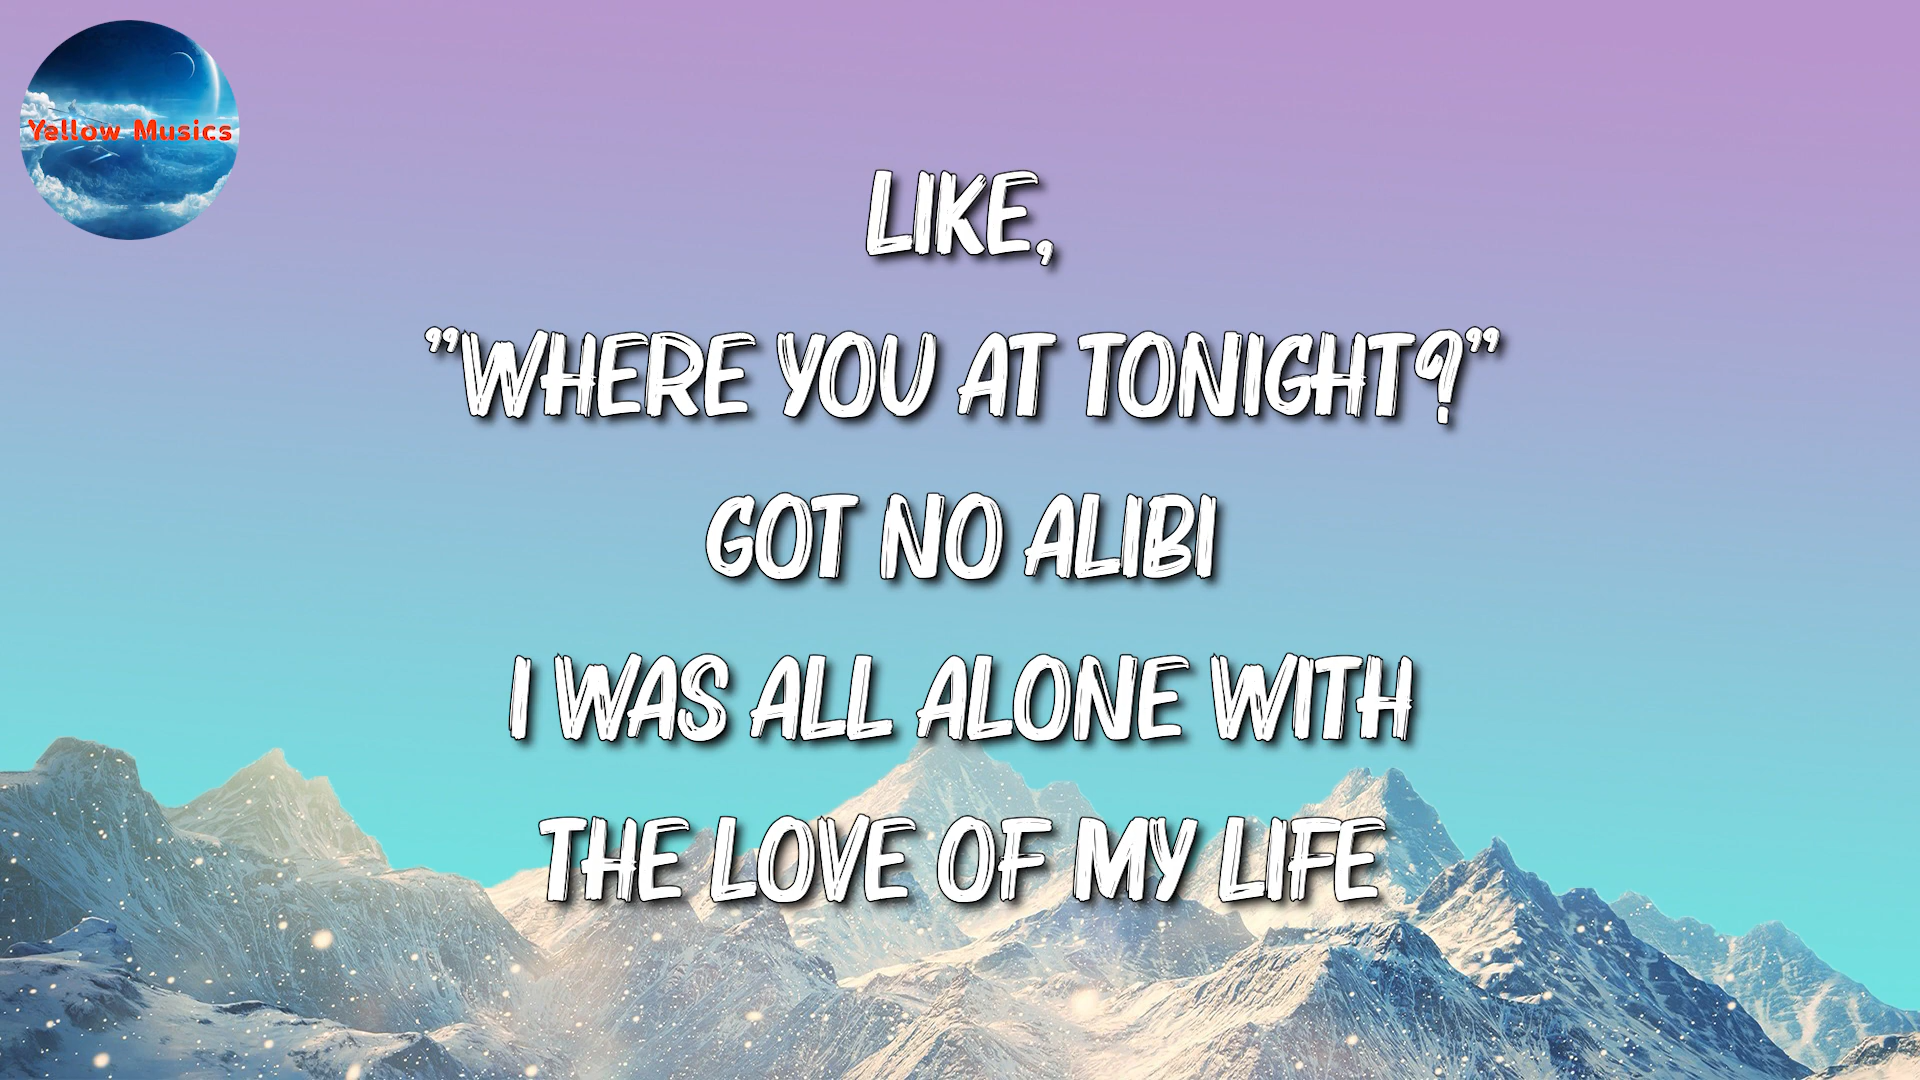 Yellow Musics
LIKE,
"WHERE YOU AT TONIGHT?"
GOT NO ALIBI
I WAS ALL ALONE WITH
THE LOVE OF MY LIFE